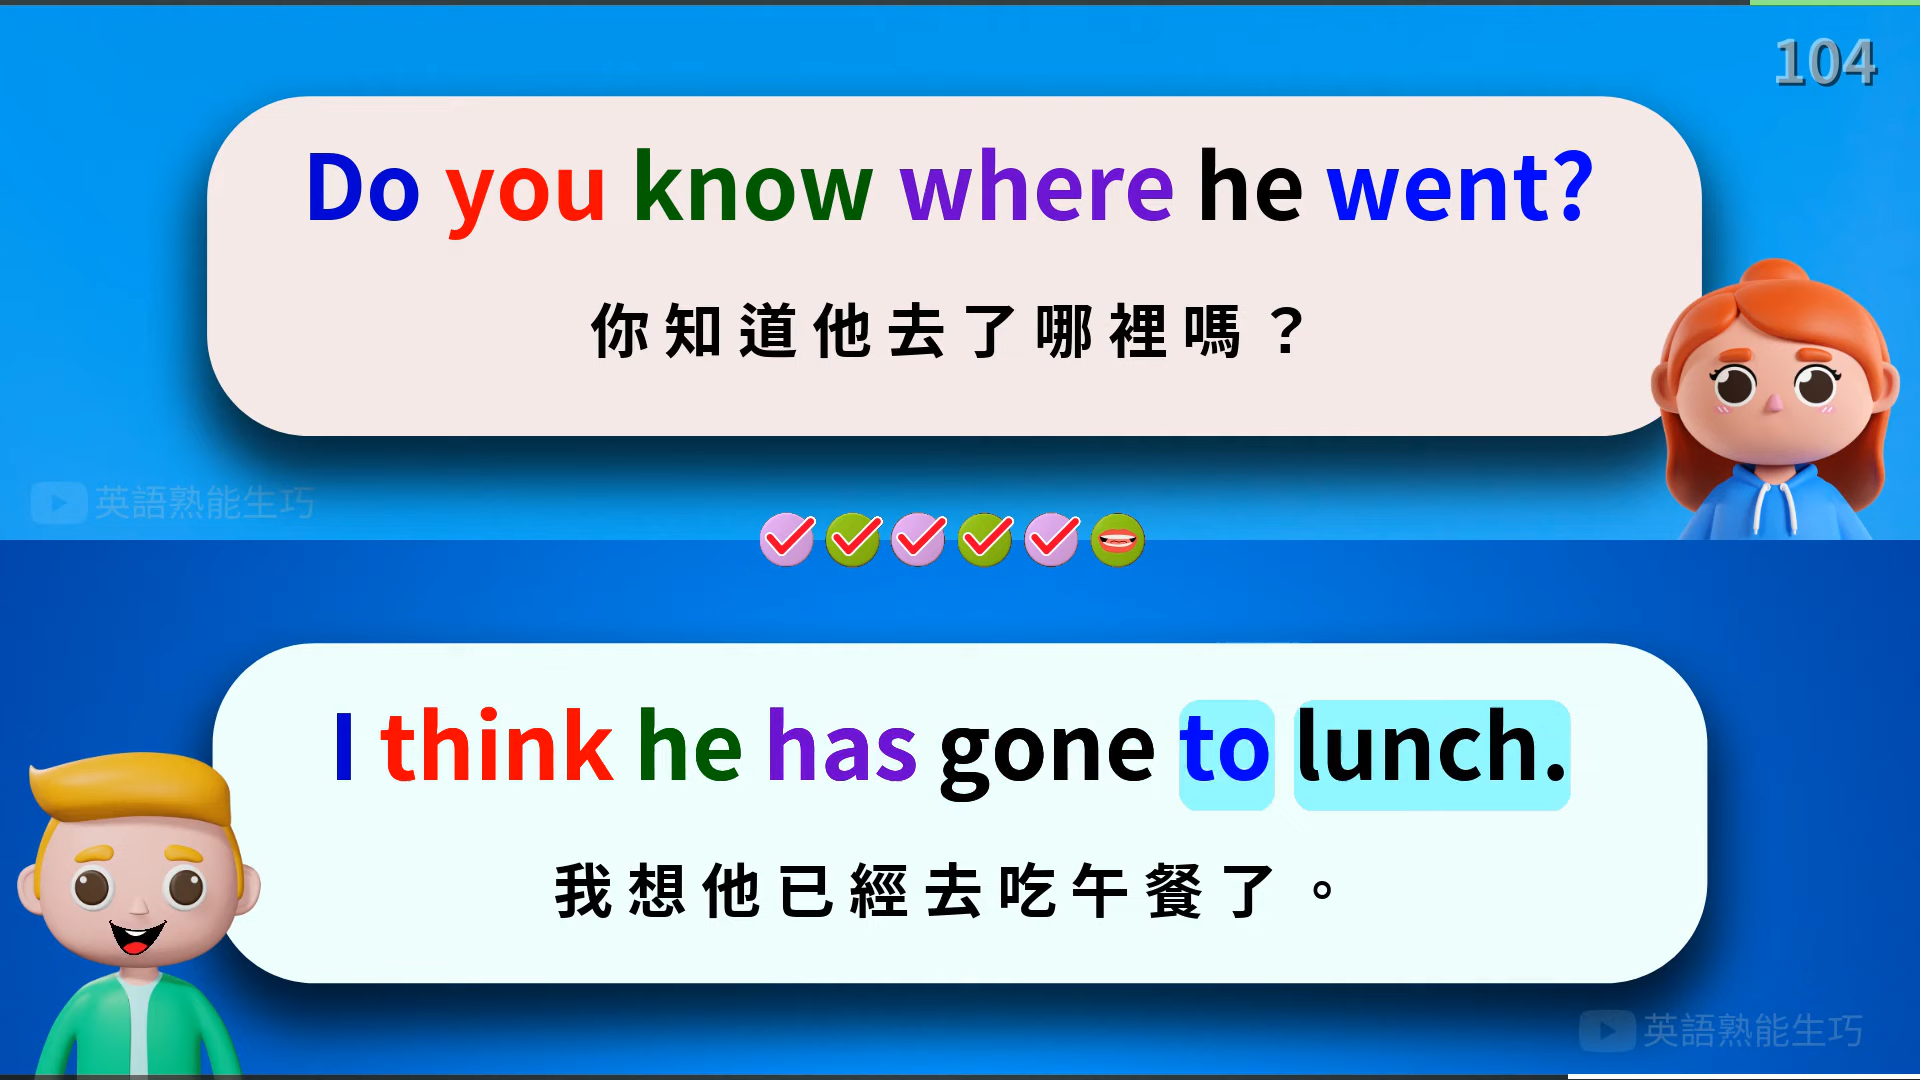 104
Do you know where he went?
你知道他去了哪裡嗎？
英語熟能生巧
I think he has gone to lunch.
我想他已經去吃午餐了。
英語熟能生巧